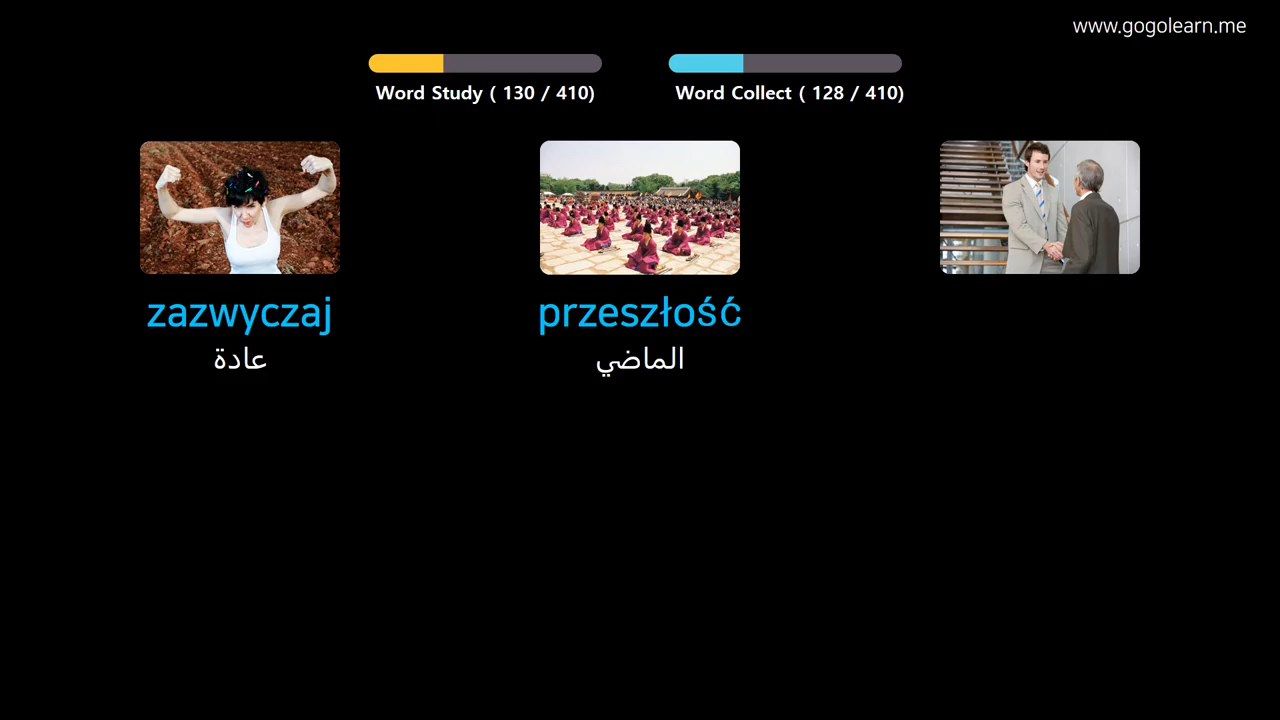 www.gogolearn.me
Word Study ( 130 / 410)
Word Collect ( 128 / 410)
zazwyczaj
عادة
przeszłość
الماضي